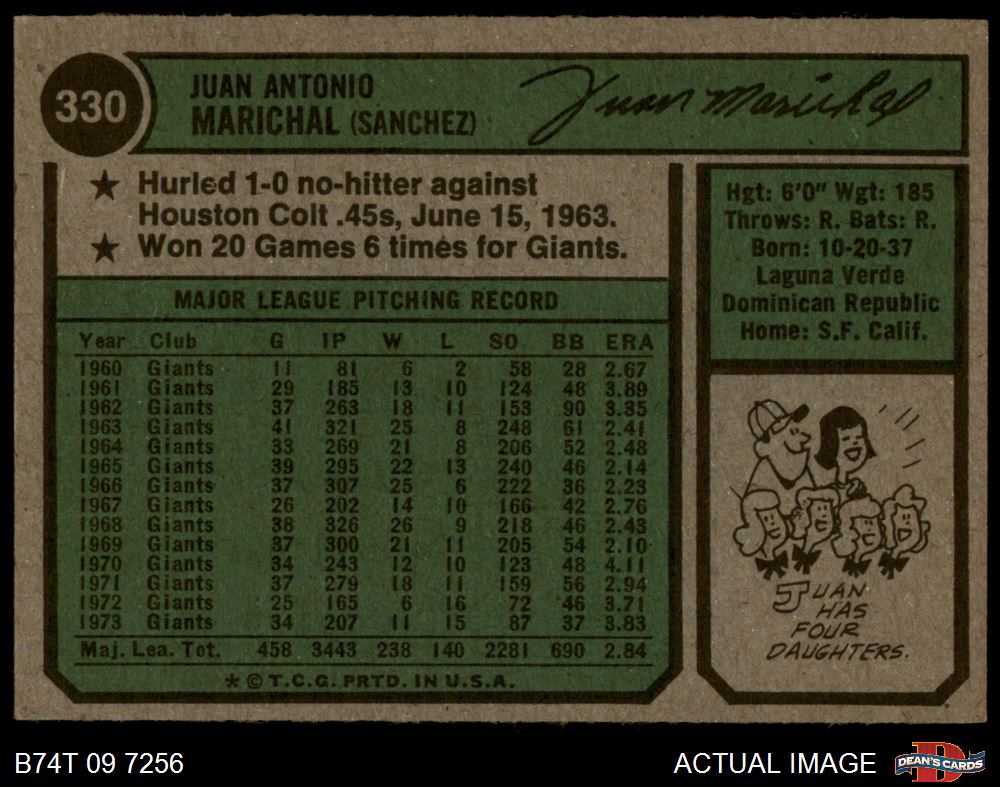 330
JUAN ANTONIO
MARICHAL (SANCHEZ)
Juan Marichal
★ Hurled 1-0 no-hitter against
Houston Colt .45s, June 15, 1963.
★ Won 20 Games 6 times for Giants.
MAJOR LEAGUE PITCHING RECORD
Year Club G IP W L SO BB ERA
1960 Giants 11 81 6 2 58 28 2.67
1961 Giants 29 185 13 10 124 48 3.89
1962 Giants 37 263 18 11 153 90 3.35
1963 Giants 41 321 25 8 248 61 2.41
1964 Giants 33 269 21 8 206 52 2.48
1965 Giants 39 295 22 13 240 46 2.14
1966 Giants 37 307 25 6 222 36 2.23
1967 Giants 26 202 14 10 166 42 2.76
1968 Giants 38 326 26 9 218 46 2.43
1969 Giants 37 300 21 11 205 54 2.10
1970 Giants 34 243 12 10 123 48 4.11
1971 Giants 37 279 18 11 159 56 2.94
1972 Giants 25 165 6 16 72 46 3.71
1973 Giants 34 207 11 15 87 37 3.83
Maj. Lea. Tot. 458 3443 238 140 2281 690 2.84
* © T.C.G. PRTD. IN U.S.A.
Hgt: 6'0" Wgt: 185
Throws: R. Bats: R.
Born: 10-20-37
Laguna Verde
Dominican Republic
Home: S.F. Calif.
JUAN
HAS
FOUR
DAUGHTERS.
B74T 09 7256
ACTUAL IMAGE
DEAN'S CARDS